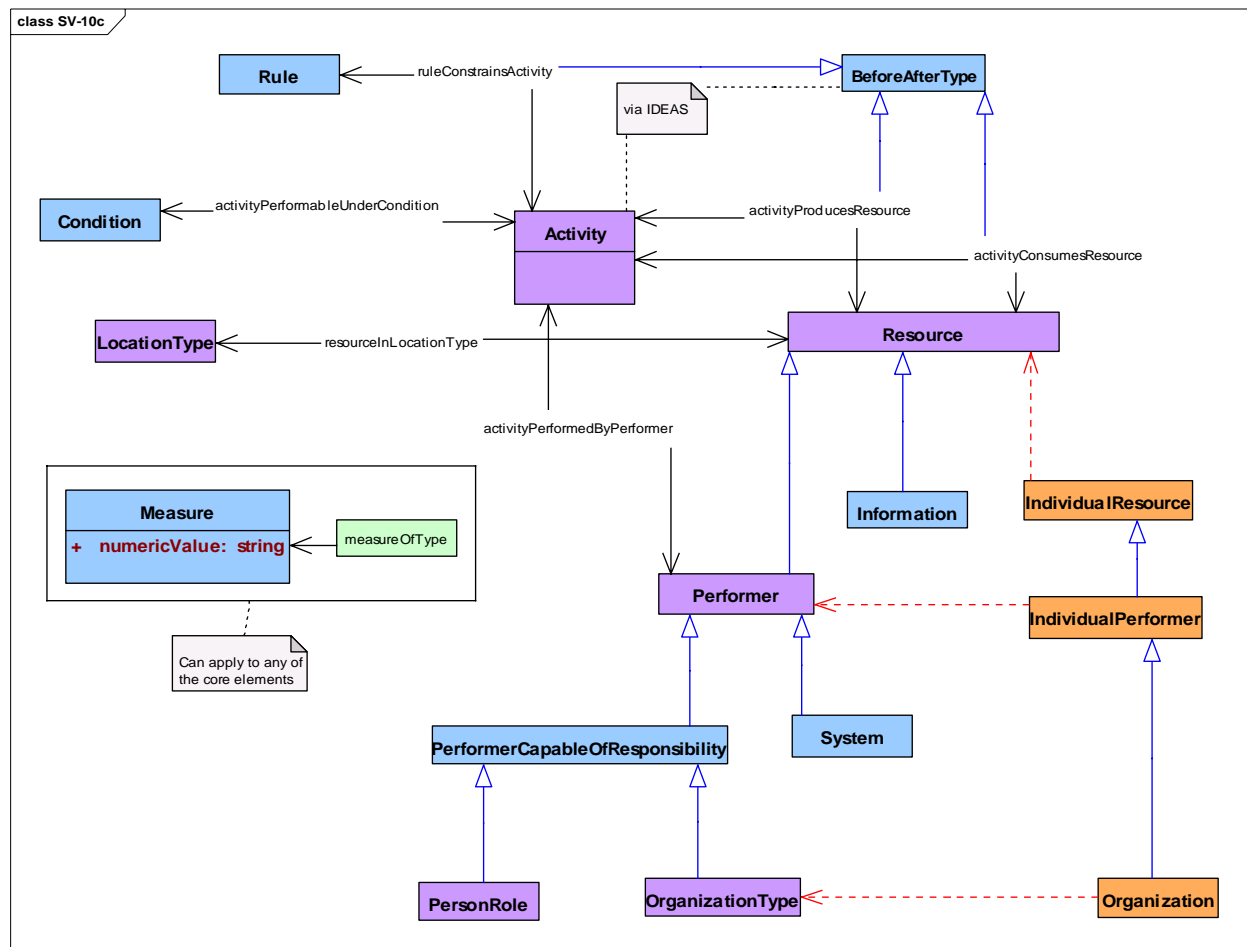 class SV-10c
Rule
ruleConstrainsActivity
BeforeAfterType
via IDEAS
Condition
activityPerformableUnderCondition
Activity
activityProducesResource
activityConsumesResource
LocationType
resourceInLocationType
Resource
activityPerformedByPerformer
Measure
+ numericValue: string
measureOfType
Information
IndividualResource
Performer
IndividualPerformer
Can apply to any of
the core elements
PerformerCapableOfResponsibility
System
PersonRole
OrganizationType
Organization